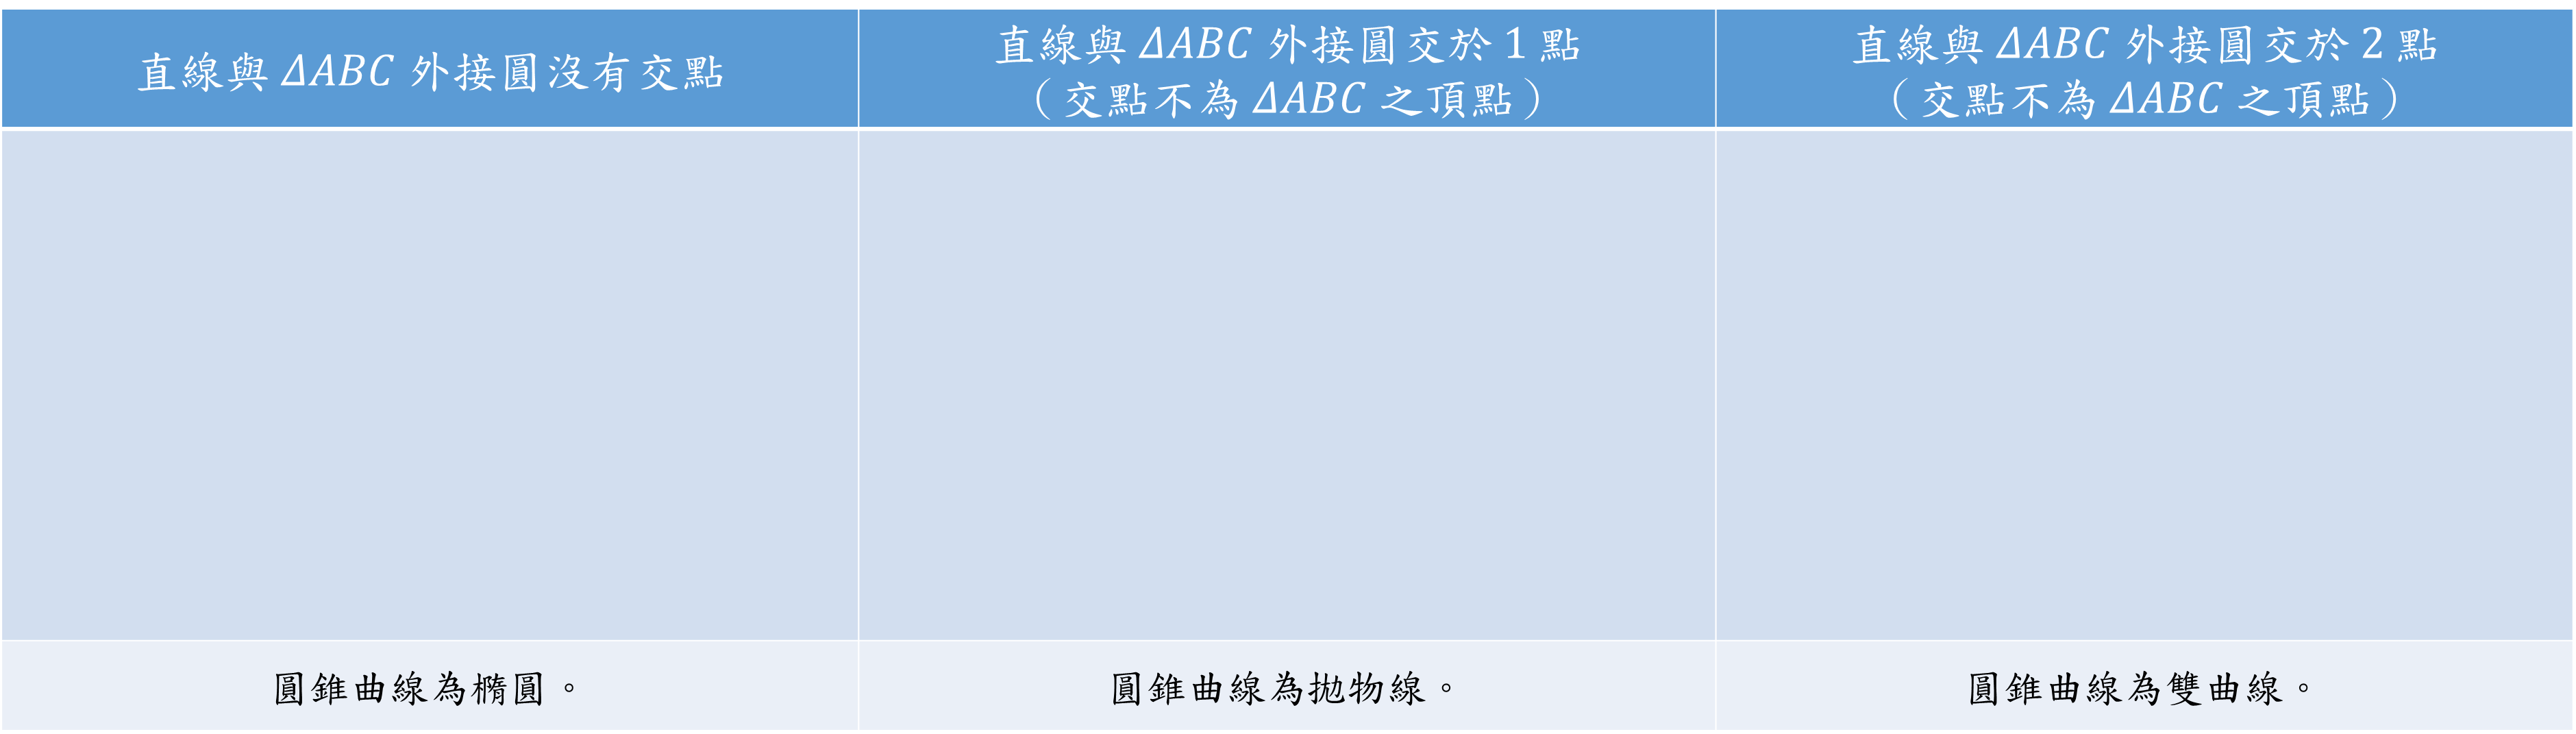 直線與 ΔABC 外接圓沒有交點
直線與 ΔABC 外接圓交於 1 點
（交點不為 ΔABC 之頂點）
直線與 ΔABC 外接圓交於 2 點
（交點不為 ΔABC 之頂點）
圓錐曲線為橢圓。
圓錐曲線為拋物線。
圓錐曲線為雙曲線。